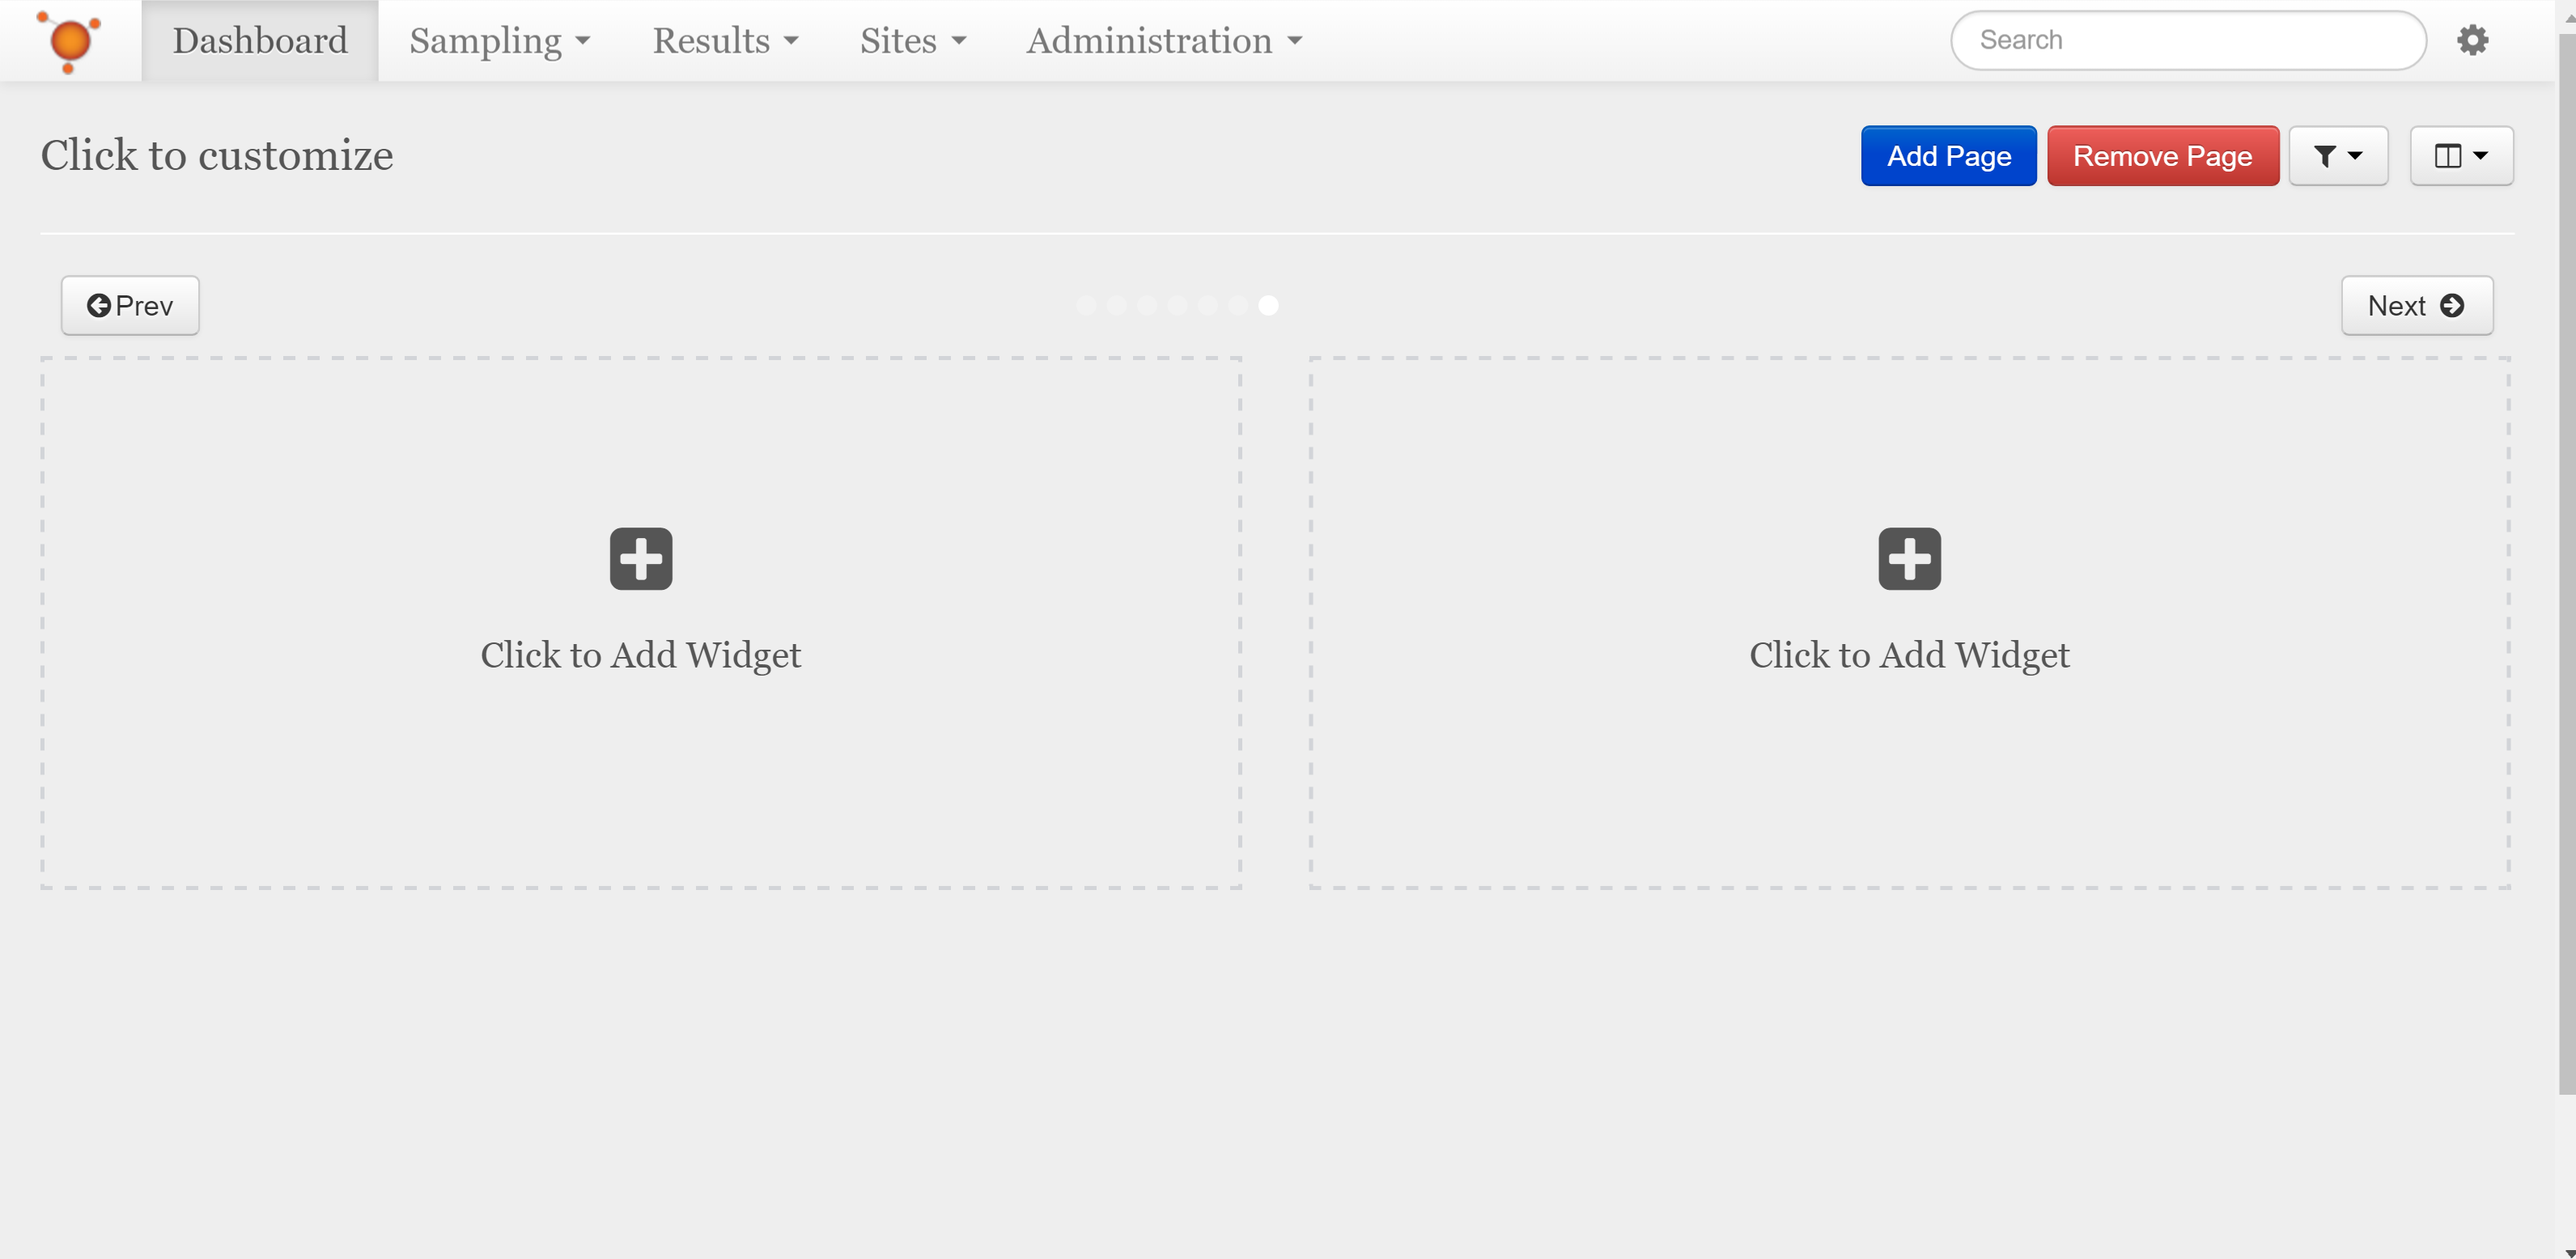 Dashboard Sampling Results Sites Administration Search
Click to customize Add Page Remove Page
Prev Next
Click to Add Widget Click to Add Widget